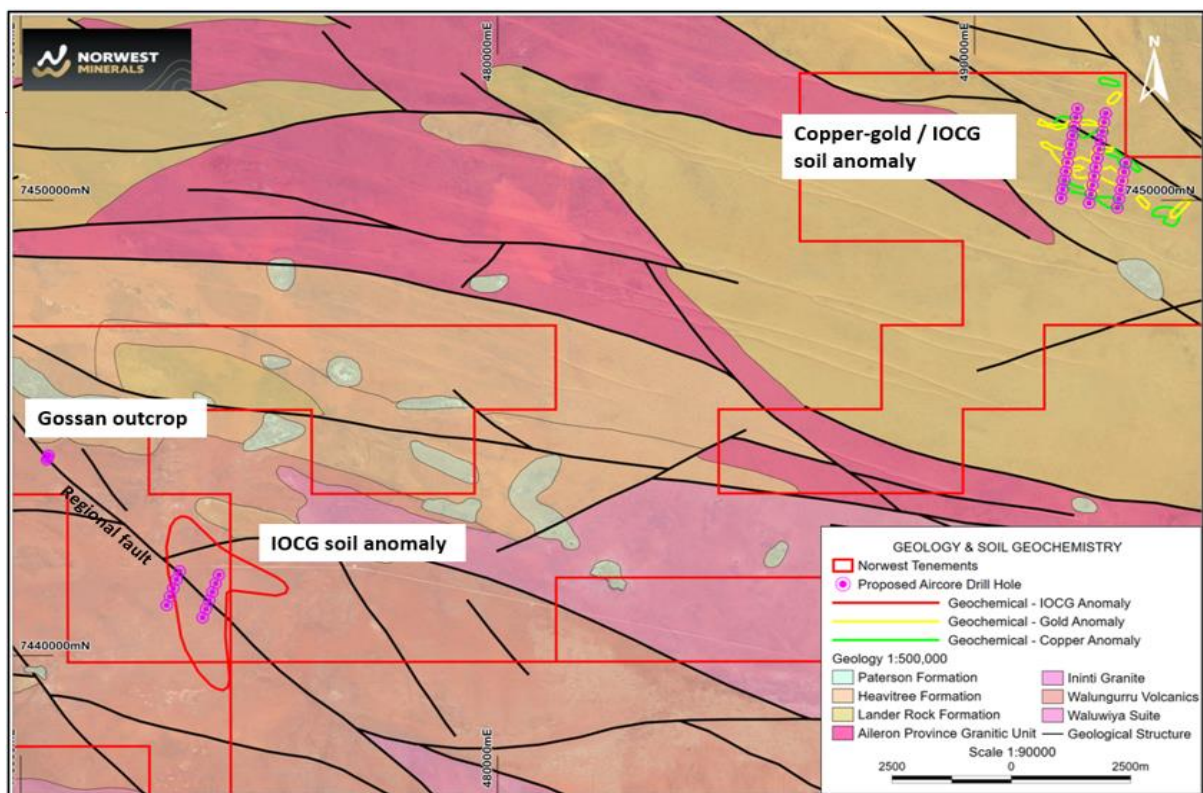 NORWEST
MINERALS
480000mE
490000mE
N
Copper-gold / IOCG
soil anomaly
7450000mN
7450000mN
Gossan outcrop
Regional fault
IOCG soil anomaly
7440000mN
480000mE
GEOLOGY & SOIL GEOCHEMISTRY
Norwest Tenements
Proposed Aircore Drill Hole
Geochemical - IOCG Anomaly
Geochemical - Gold Anomaly
Geochemical - Copper Anomaly
Geology 1:500,000
Paterson Formation
Heavitree Formation
Lander Rock Formation
Aileron Province Granitic Unit
Ininti Granite
Walungurru Volcanics
Waluwiya Suite
Geological Structure
Scale 1:90000
2500 0 2500m